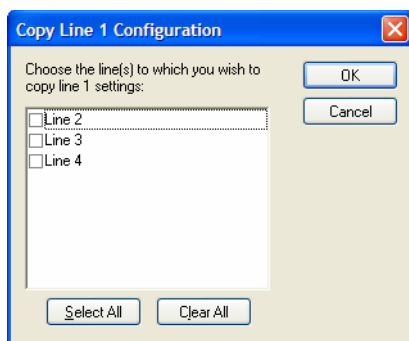 Copy Line 1 Configuration
Choose the line(s) to which you wish to
copy line 1 settings:
OK
Cancel
Line 2
Line 3
Line 4
Select All
Clear All